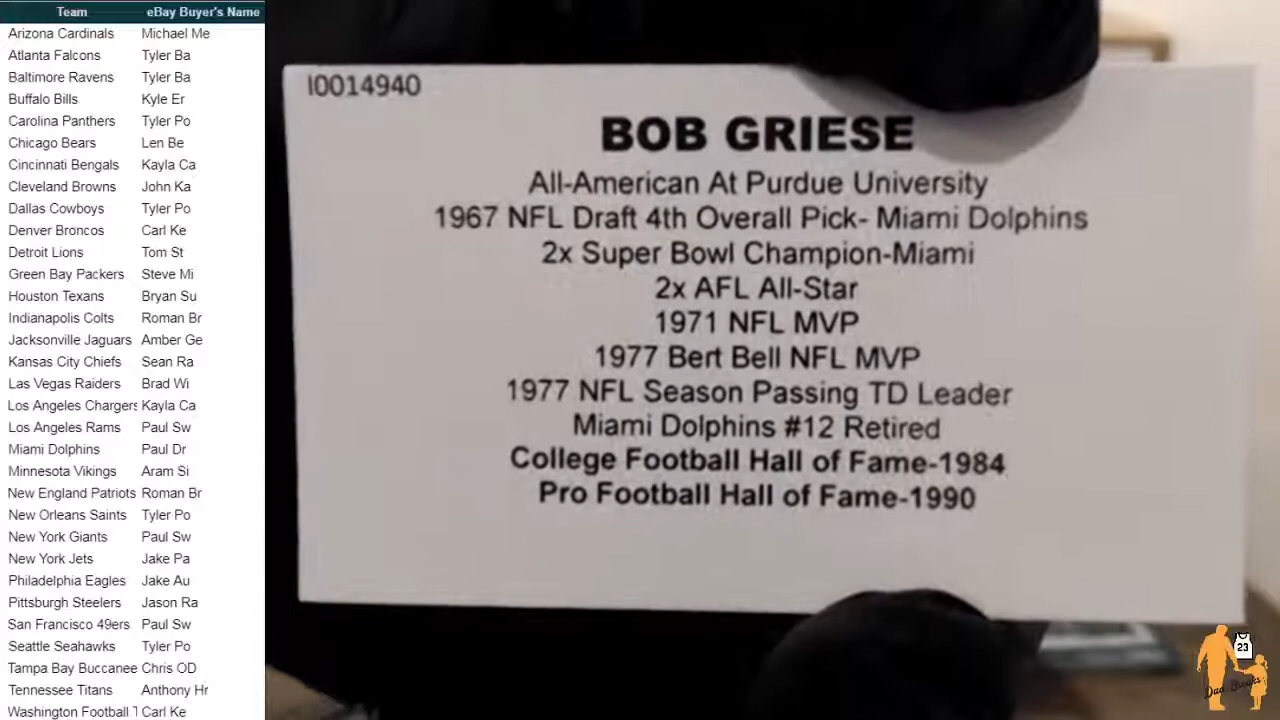 Team eBay Buyer's Name
Arizona Cardinals Michael Me
Atlanta Falcons Tyler Ba
Baltimore Ravens Tyler Ba
Buffalo Bills Kyle Er
Carolina Panthers Tyler Po
Chicago Bears Len Be
Cincinnati Bengals Kayla Ca
Cleveland Browns John Ka
Dallas Cowboys Tyler Po
Denver Broncos Carl Ke
Detroit Lions Tom St
Green Bay Packers Steve Mi
Houston Texans Bryan Su
Indianapolis Colts Roman Br
Jacksonville Jaguars Amber Ge
Kansas City Chiefs Sean Ra
Las Vegas Raiders Brad Wi
Los Angeles Chargers Kayla Ca
Los Angeles Rams Paul Sw
Miami Dolphins Paul Dr
Minnesota Vikings Aram Si
New England Patriots Roman Br
New Orleans Saints Tyler Po
New York Giants Paul Sw
New York Jets Jake Pa
Philadelphia Eagles Jake Au
Pittsburgh Steelers Jason Ra
San Francisco 49ers Paul Sw
Seattle Seahawks Tyler Po
Tampa Bay Buccanee Chris OD
Tennessee Titans Anthony Hr
Washington Football T Carl Ke
I0014940
BOB GRIESE
All-American At Purdue University
1967 NFL Draft 4th Overall Pick- Miami Dolphins
2x Super Bowl Champion-Miami
2x AFL All-Star
1971 NFL MVP
1977 Bert Bell NFL MVP
1977 NFL Season Passing TD Leader
Miami Dolphins #12 Retired
College Football Hall of Fame-1984
Pro Football Hall of Fame-1990
23
Dad Breaks